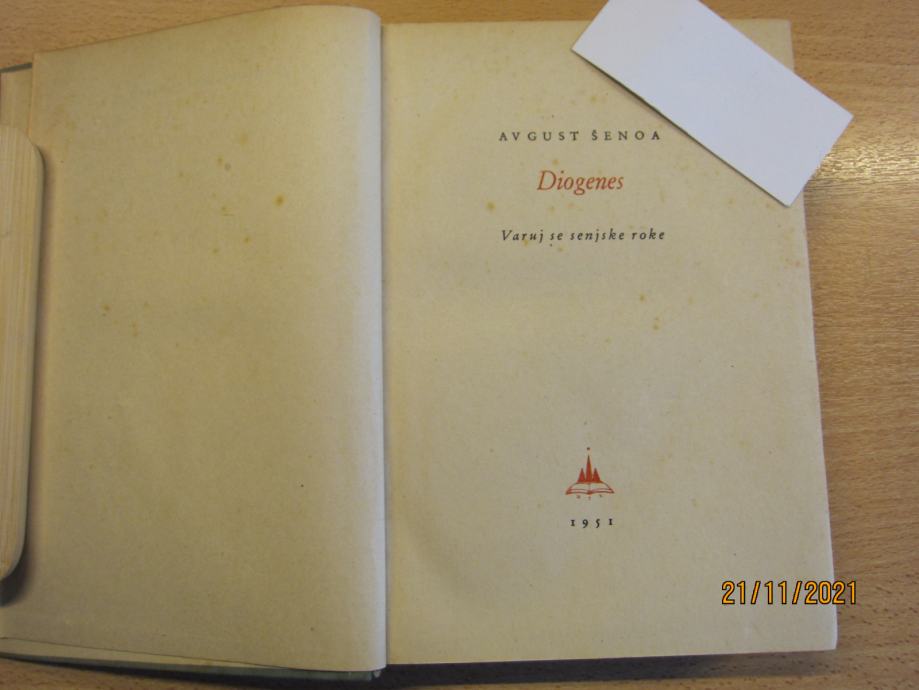 AVGUST ŠENOA
Diogenes
Varuj se senjske roke
1951
21/11/2021